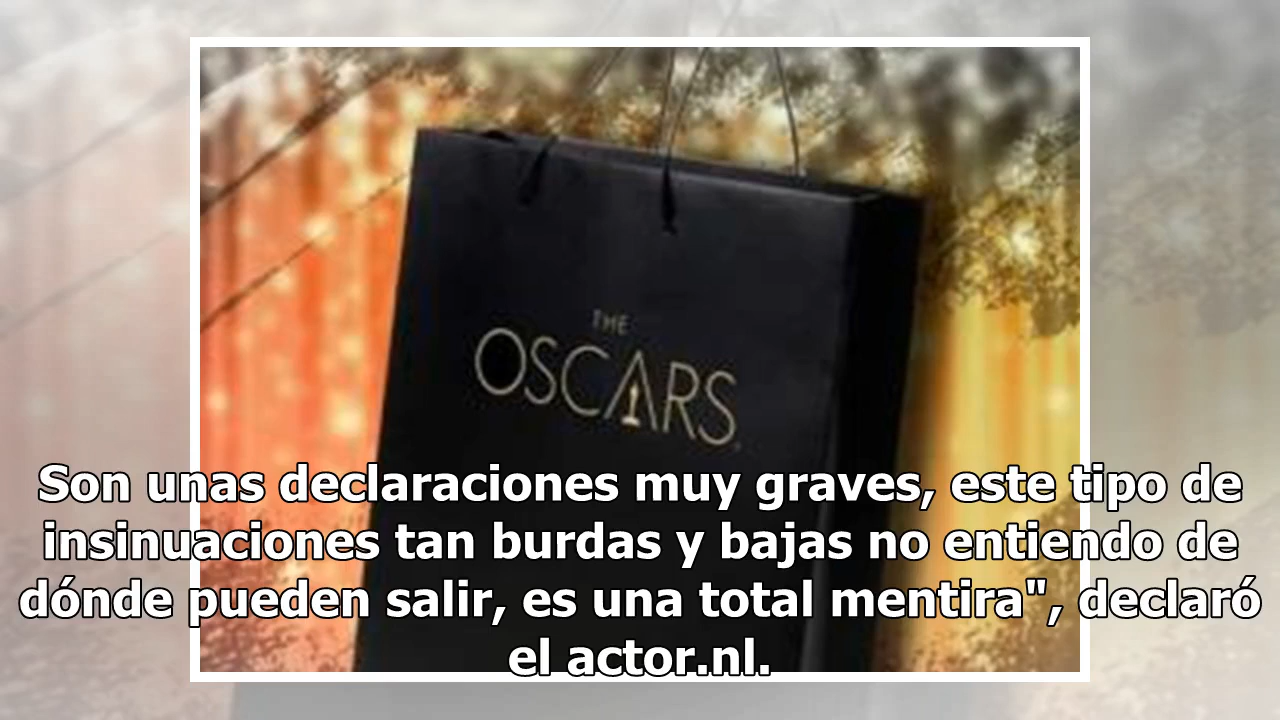 THE
OSCARS
Son unas declaraciones muy graves, este tipo de
insinuaciones tan burdas y bajas no entiendo de
dónde pueden salir, es una total mentira", declaró
el actor.nl.